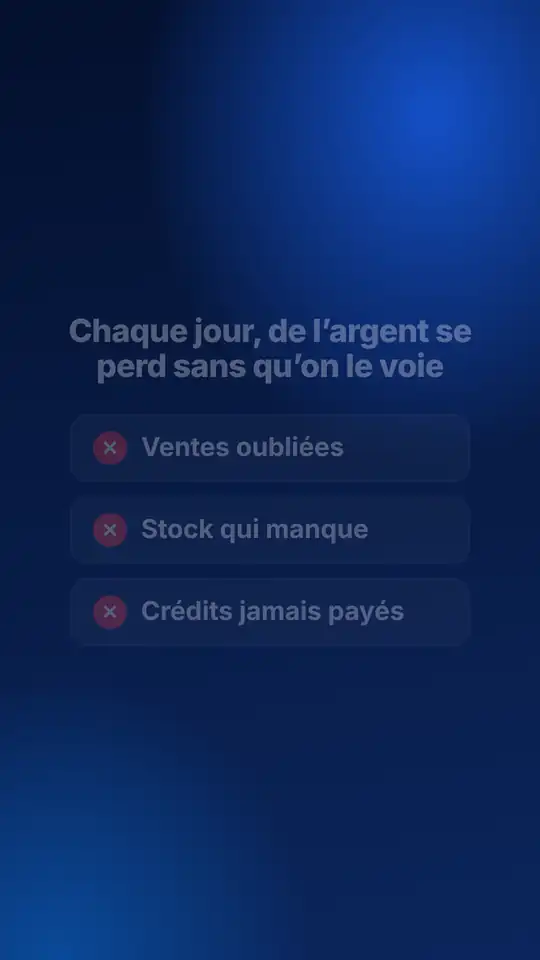 Chaque jour, de l’argent se
perd sans qu’on le voie
Ventes oubliées
Stock qui manque
Crédits jamais payés